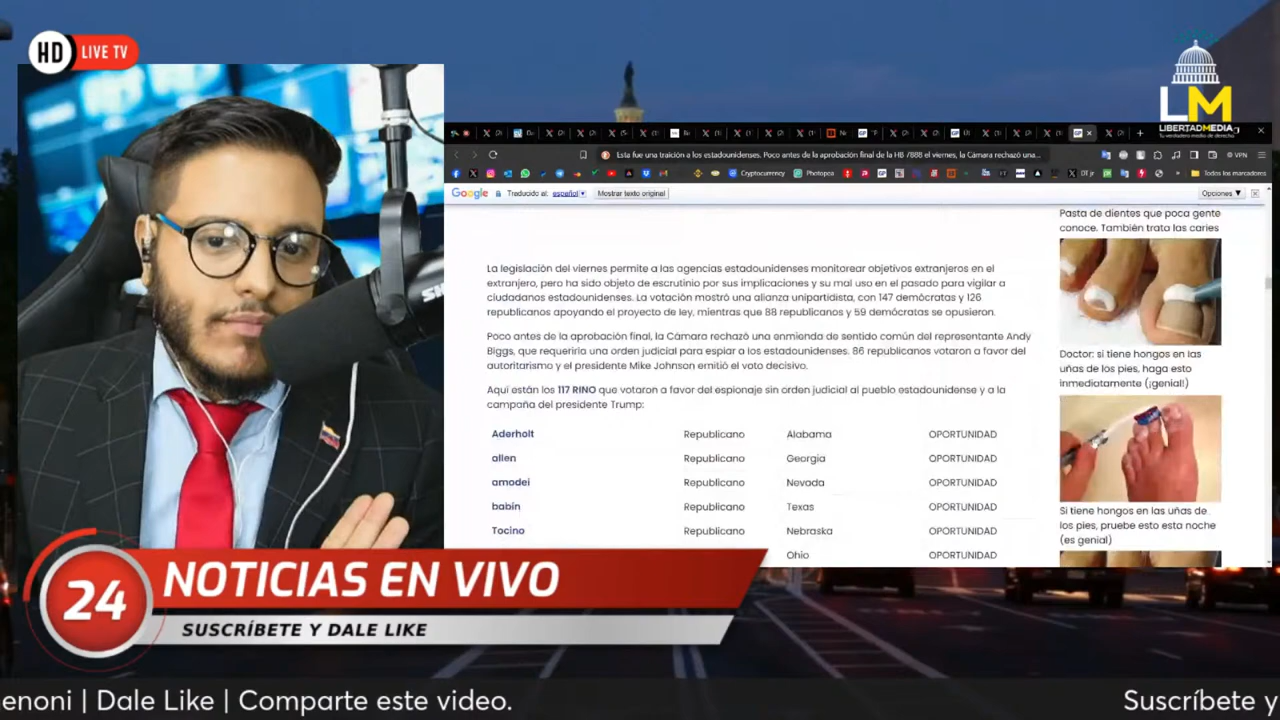 HD LIVE TV
LM
LIBERTADMEDIA
Tu verdadero medio de derecho
Esta fue una traición a los estadounidenses. Poco antes de la aprobación final de la HB 7888 el viernes, la Cámara rechazó una...
VPN
Cryptocurrency
Photopea
DT jr
Todos los marcadores
Google Traducido al: español Mostrar texto original Opciones
La legislación del viernes permite a las agencias estadounidenses monitorear objetivos extranjeros en el
extranjero, pero ha sido objeto de escrutinio por sus implicaciones y su mal uso en el pasado para vigilar a
ciudadanos estadounidenses. La votación mostró una alianza unipartidista, con 147 demócratas y 126
republicanos apoyando el proyecto de ley, mientras que 88 republicanos y 59 demócratas se opusieron.
Poco antes de la aprobación final, la Cámara rechazó una enmienda de sentido común del representante Andy
Biggs, que requeriría una orden judicial para espiar a los estadounidenses. 86 republicanos votaron a favor del
autoritarismo y el presidente Mike Johnson emitió el voto decisivo.
Aquí están los 117 RINO que votaron a favor del espionaje sin orden judicial al pueblo estadounidense y a la
campaña del presidente Trump:
Aderholt Republicano Alabama OPORTUNIDAD
allen Republicano Georgia OPORTUNIDAD
amodei Republicano Nevada OPORTUNIDAD
babin Republicano Texas OPORTUNIDAD
Tocino Republicano Nebraska OPORTUNIDAD
Ohio OPORTUNIDAD
Pasta de dientes que poca gente
conoce. También trata las caries
Doctor: si tiene hongos en las
uñas de los pies, haga esto
inmediatamente (¡genial!)
Si tiene hongos en las uñas de
los pies, pruebe esto esta noche
(es genial)
24
NOTICIAS EN VIVO
SUSCRÍBETE Y DALE LIKE
enoni | Dale Like | Comparte este video.
Suscríbete y